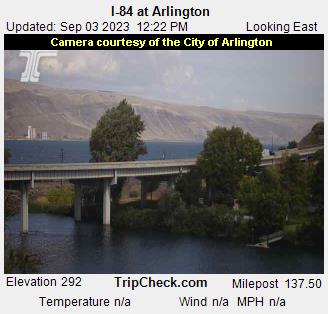 I-84 at Arlington
Updated: Sep 03 2023 12:22 PM Looking East
Camera courtesy of the City of Arlington
Elevation 292 TripCheck.com Milepost 137.50
Temperature n/a Wind n/a MPH n/a